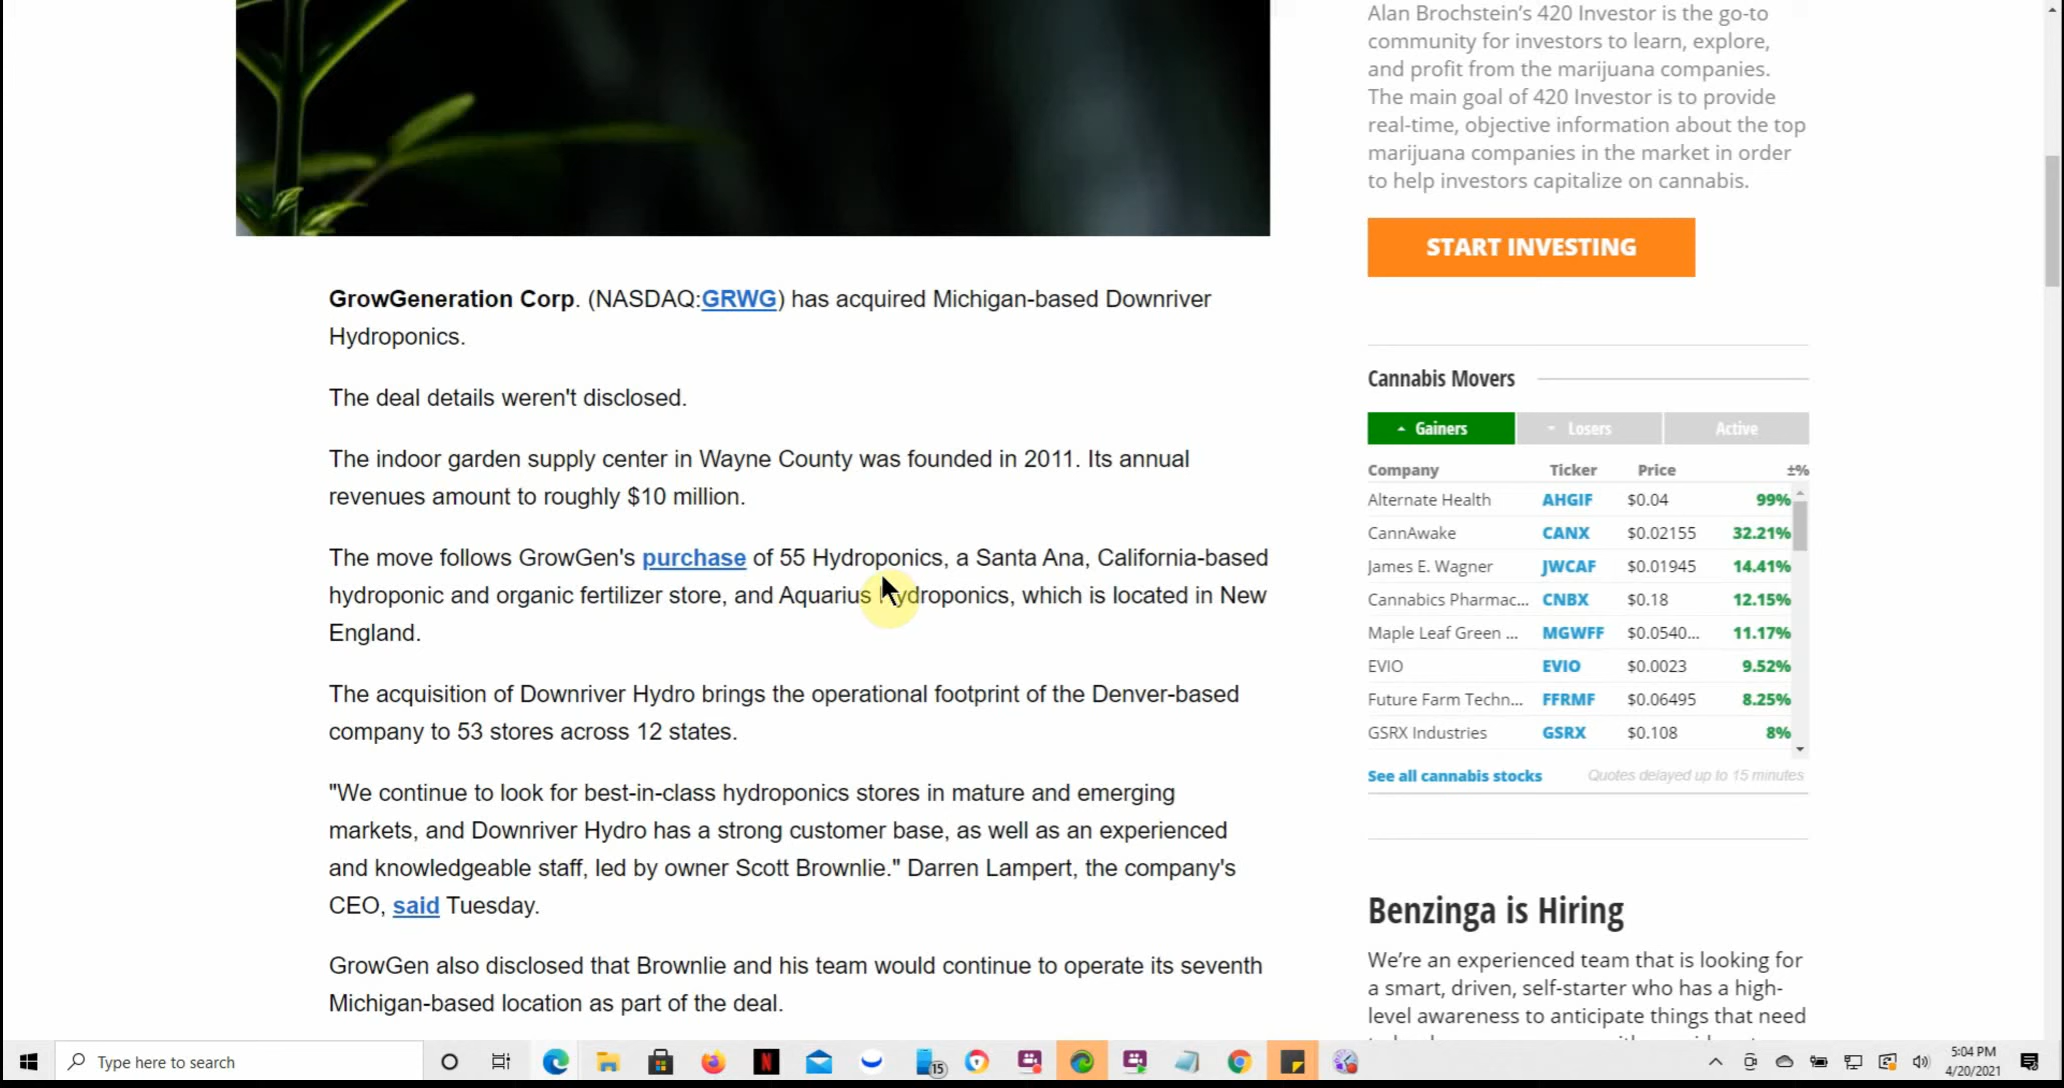 Alan Brochstein's 420 Investor is the go-to
community for investors to learn, explore,
and profit from the marijuana companies.
The main goal of 420 Investor is to provide
real-time, objective information about the top
marijuana companies in the market in order
to help investors capitalize on cannabis.
START INVESTING
GrowGeneration Corp. (NASDAQ:GRWG) has acquired Michigan-based Downriver
Hydroponics.
The deal details weren't disclosed.
The indoor garden supply center in Wayne County was founded in 2011. Its annual
revenues amount to roughly $10 million.
The move follows GrowGen's purchase of 55 Hydroponics, a Santa Ana, California-based
hydroponic and organic fertilizer store, and Aquarius Hydroponics, which is located in New
England.
The acquisition of Downriver Hydro brings the operational footprint of the Denver-based
company to 53 stores across 12 states.
"We continue to look for best-in-class hydroponics stores in mature and emerging
markets, and Downriver Hydro has a strong customer base, as well as an experienced
and knowledgeable staff, led by owner Scott Brownlie." Darren Lampert, the company's
CEO, said Tuesday.
GrowGen also disclosed that Brownlie and his team would continue to operate its seventh
Michigan-based location as part of the deal.
Cannabis Movers
Gainers Losers Active
Company Ticker Price ±%
Alternate Health AHGIF $0.04 99%
CannAwake CANX $0.02155 32.21%
James E. Wagner JWCAF $0.01945 14.41%
Cannabics Pharmac... CNBX $0.18 12.15%
Maple Leaf Green ... MGWFF $0.0540... 11.17%
EVIO EVIO $0.0023 9.52%
Future Farm Techn... FFRMF $0.06495 8.25%
GSRX Industries GSRX $0.108 8%
See all cannabis stocks Quotes delayed up to 15 minutes
Benzinga is Hiring
We're an experienced team that is looking for
a smart, driven, self-starter who has a high-
level awareness to anticipate things that need
Type here to search
15
5:04 PM
4/20/2021